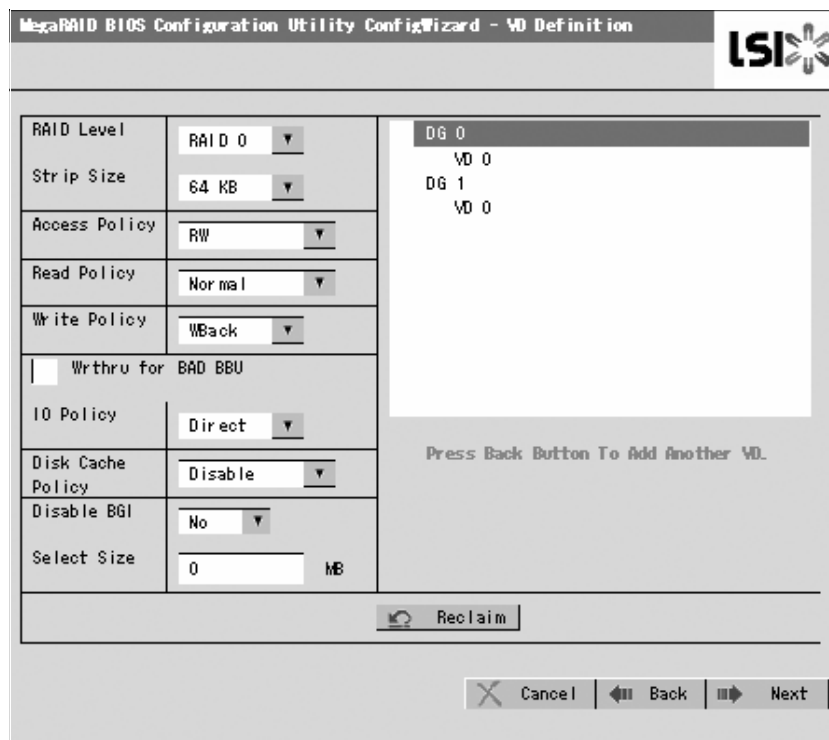 MegaRAID BIOS Configuration Utility ConfigWizard - VD Definition
LSI
RAID Level
RAID 0
Strip Size
64 KB
Access Policy
RW
Read Policy
Normal
Write Policy
WBack
Wrthru for BAD BBU
IO Policy
Direct
Disk Cache
Policy
Disable
Disable BGI
No
Select Size
0 MB
DG 0
VD 0
DG 1
VD 0
Press Back Button To Add Another VD.
Reclaim
Cancel
Back
Next